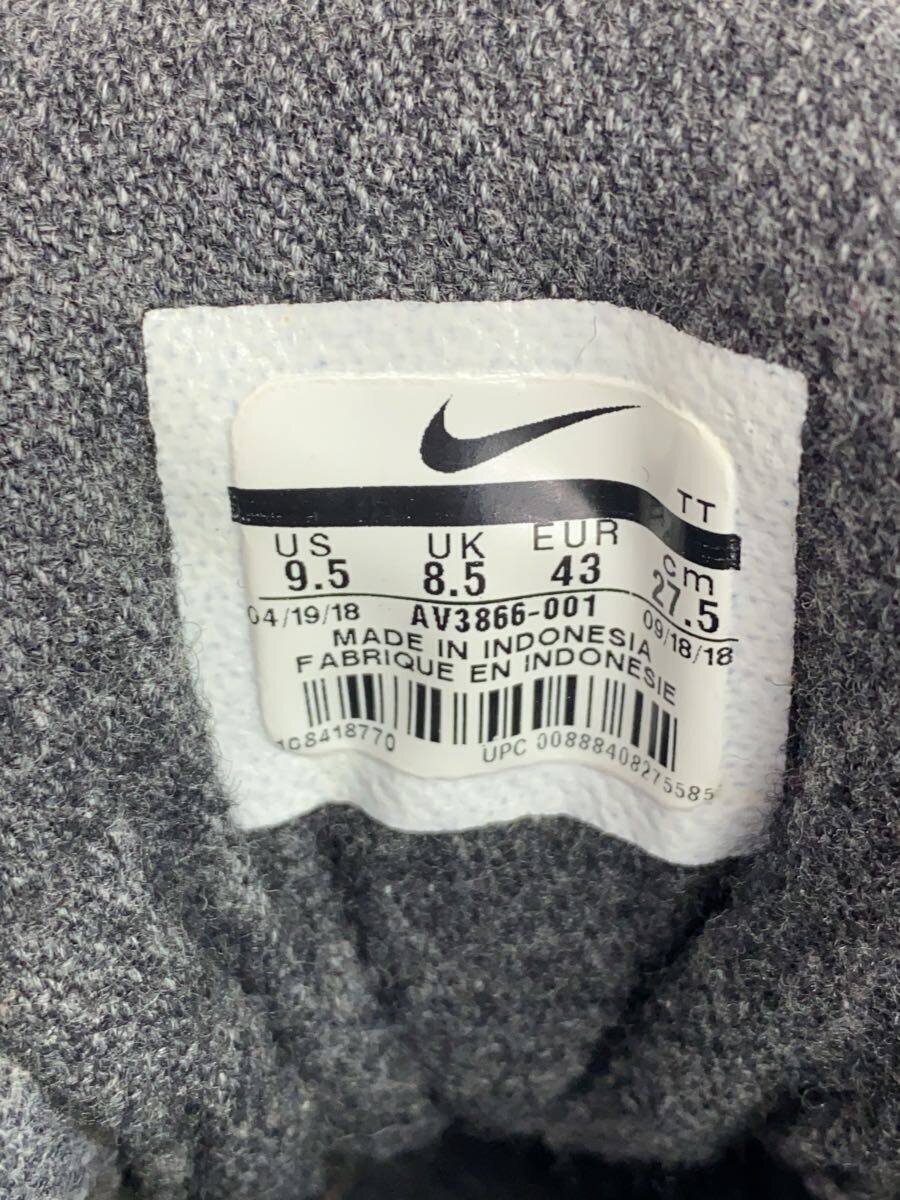 TT
US UK EUR cm
9.5 8.5 43 27.5
04/19/18 AV3866-001 09/18/18
MADE IN INDONESIA
FABRIQUE EN INDONESIE
UPC 00888408275585